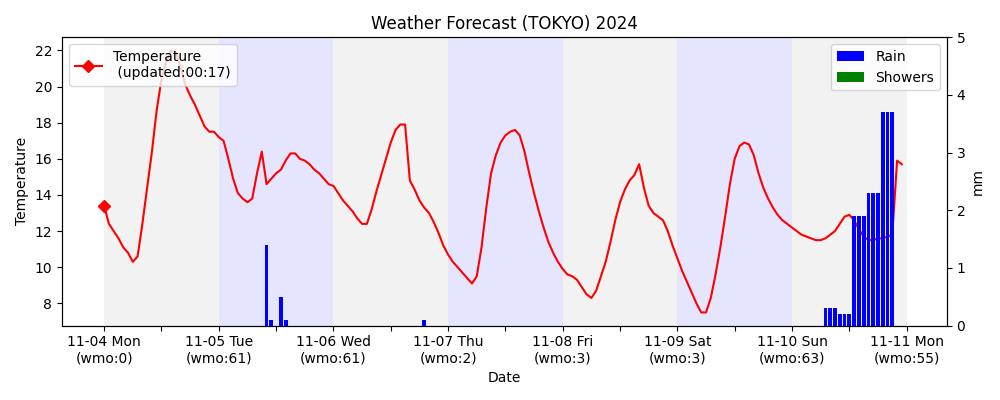 Weather Forecast (TOKYO) 2024
Temperature
(updated:00:17)
Rain
Showers
Temperature
22
20
18
16
14
12
10
8
5
4
3
2
1
0
mm
11-04 Mon
(wmo:0)
11-05 Tue
(wmo:61)
11-06 Wed
(wmo:61)
11-07 Thu
(wmo:2)
11-08 Fri
(wmo:3)
11-09 Sat
(wmo:3)
11-10 Sun
(wmo:63)
11-11 Mon
(wmo:55)
Date